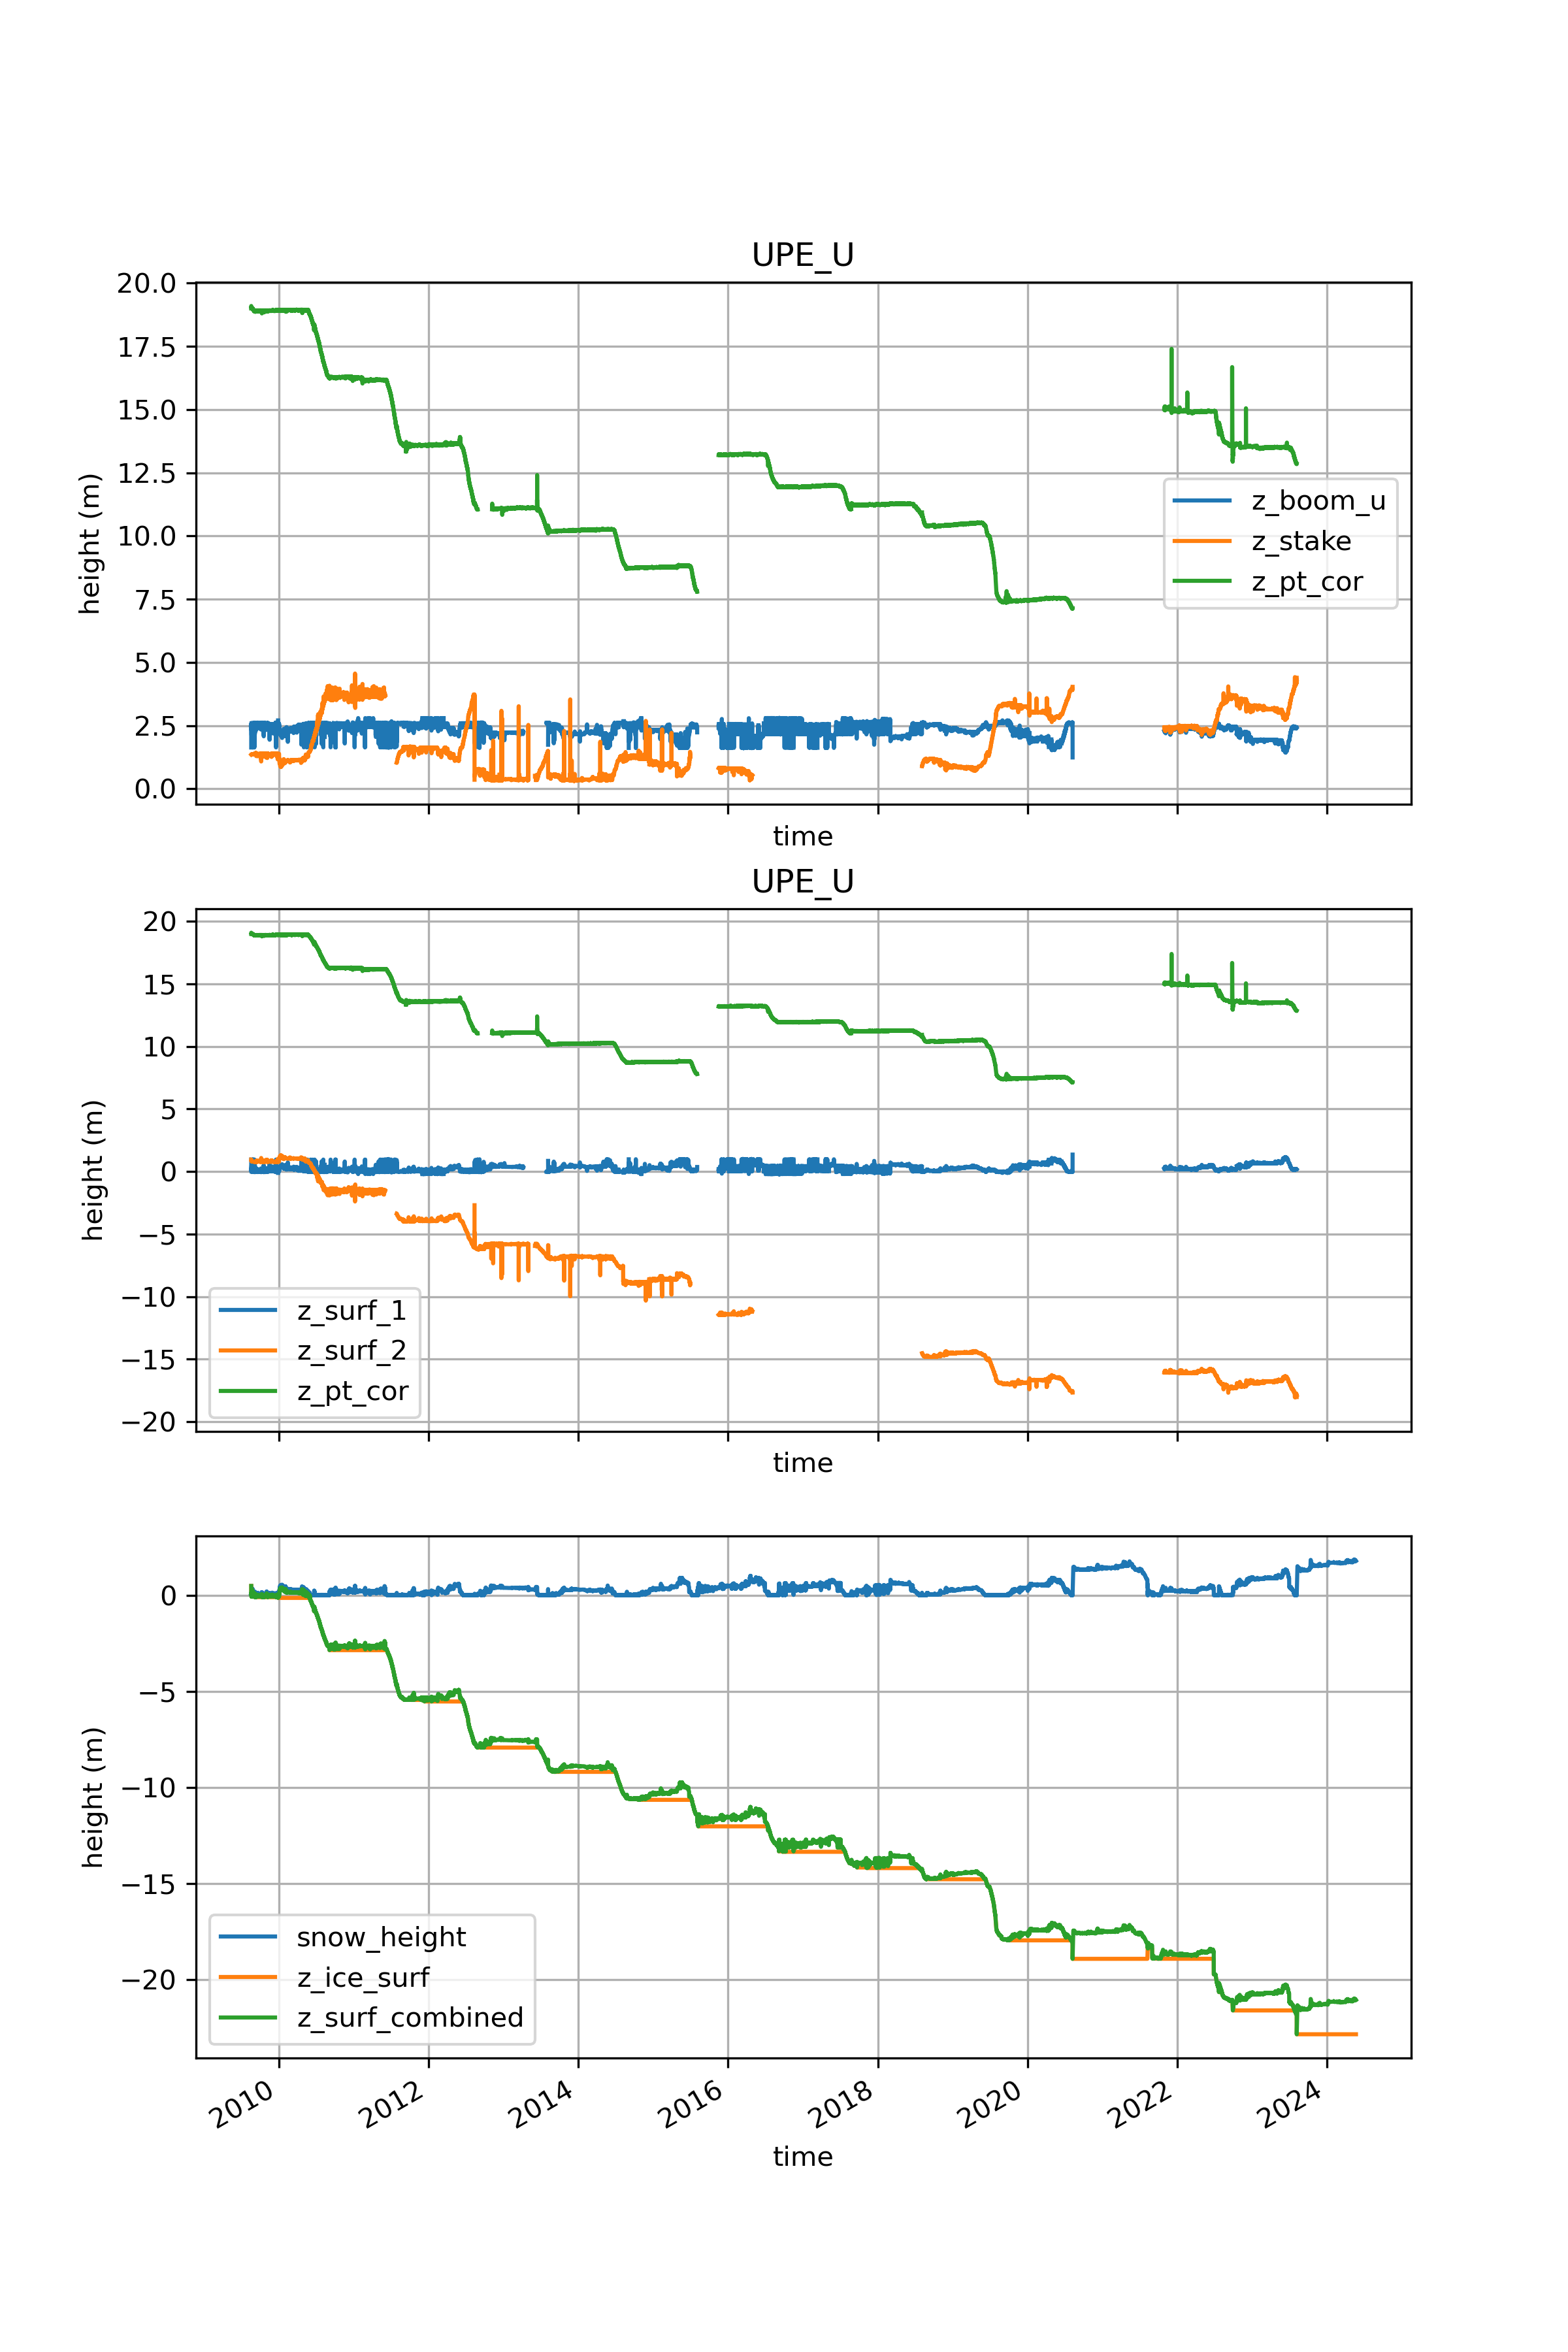 UPE_U
20.0
17.5
15.0
12.5
10.0
7.5
5.0
2.5
0.0
height (m)
z_boom_u
z_stake
z_pt_cor
time
UPE_U
20
15
10
5
0
−5
−10
−15
−20
height (m)
z_surf_1
z_surf_2
z_pt_cor
time
0
−5
−10
−15
−20
height (m)
snow_height
z_ice_surf
z_surf_combined
2010
2012
2014
2016
2018
2020
2022
2024
time